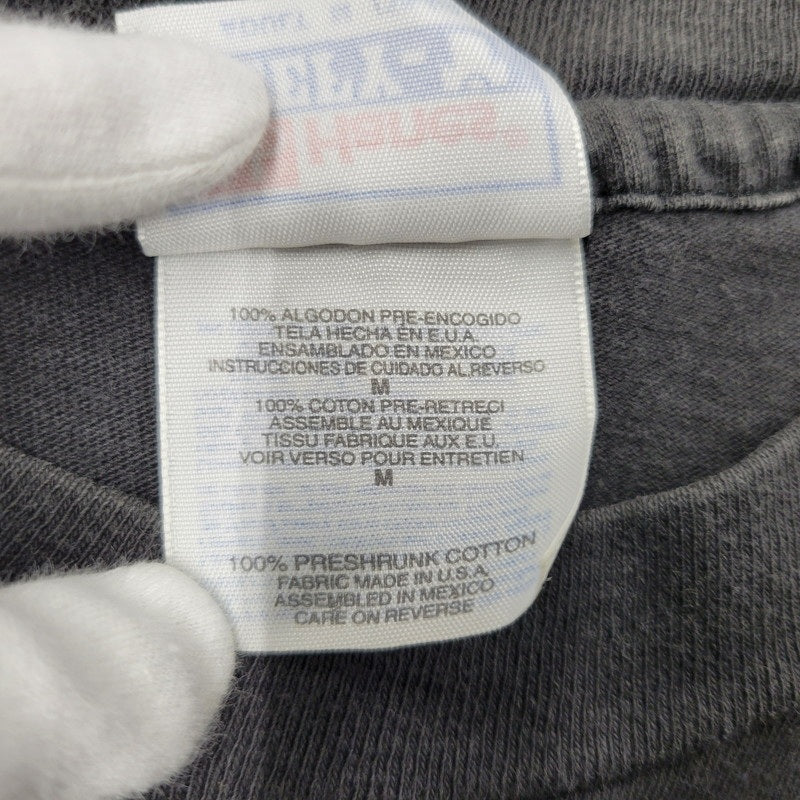 100% ALGODON PRE-ENCOGIDO
TELA HECHA EN E.U.A.
ENSAMBLADO EN MEXICO
INSTRUCCIONES DE CUIDADO AL REVERSO
M
100% COTON PRE-RETRECI
ASSEMBLE AU MEXIQUE
TISSU FABRIQUE AUX E.U.
VOIR VERSO POUR ENTRETIEN
M
100% PRESHRUNK COTTON
FABRIC MADE IN U.S.A.
ASSEMBLED IN MEXICO
CARE ON REVERSE